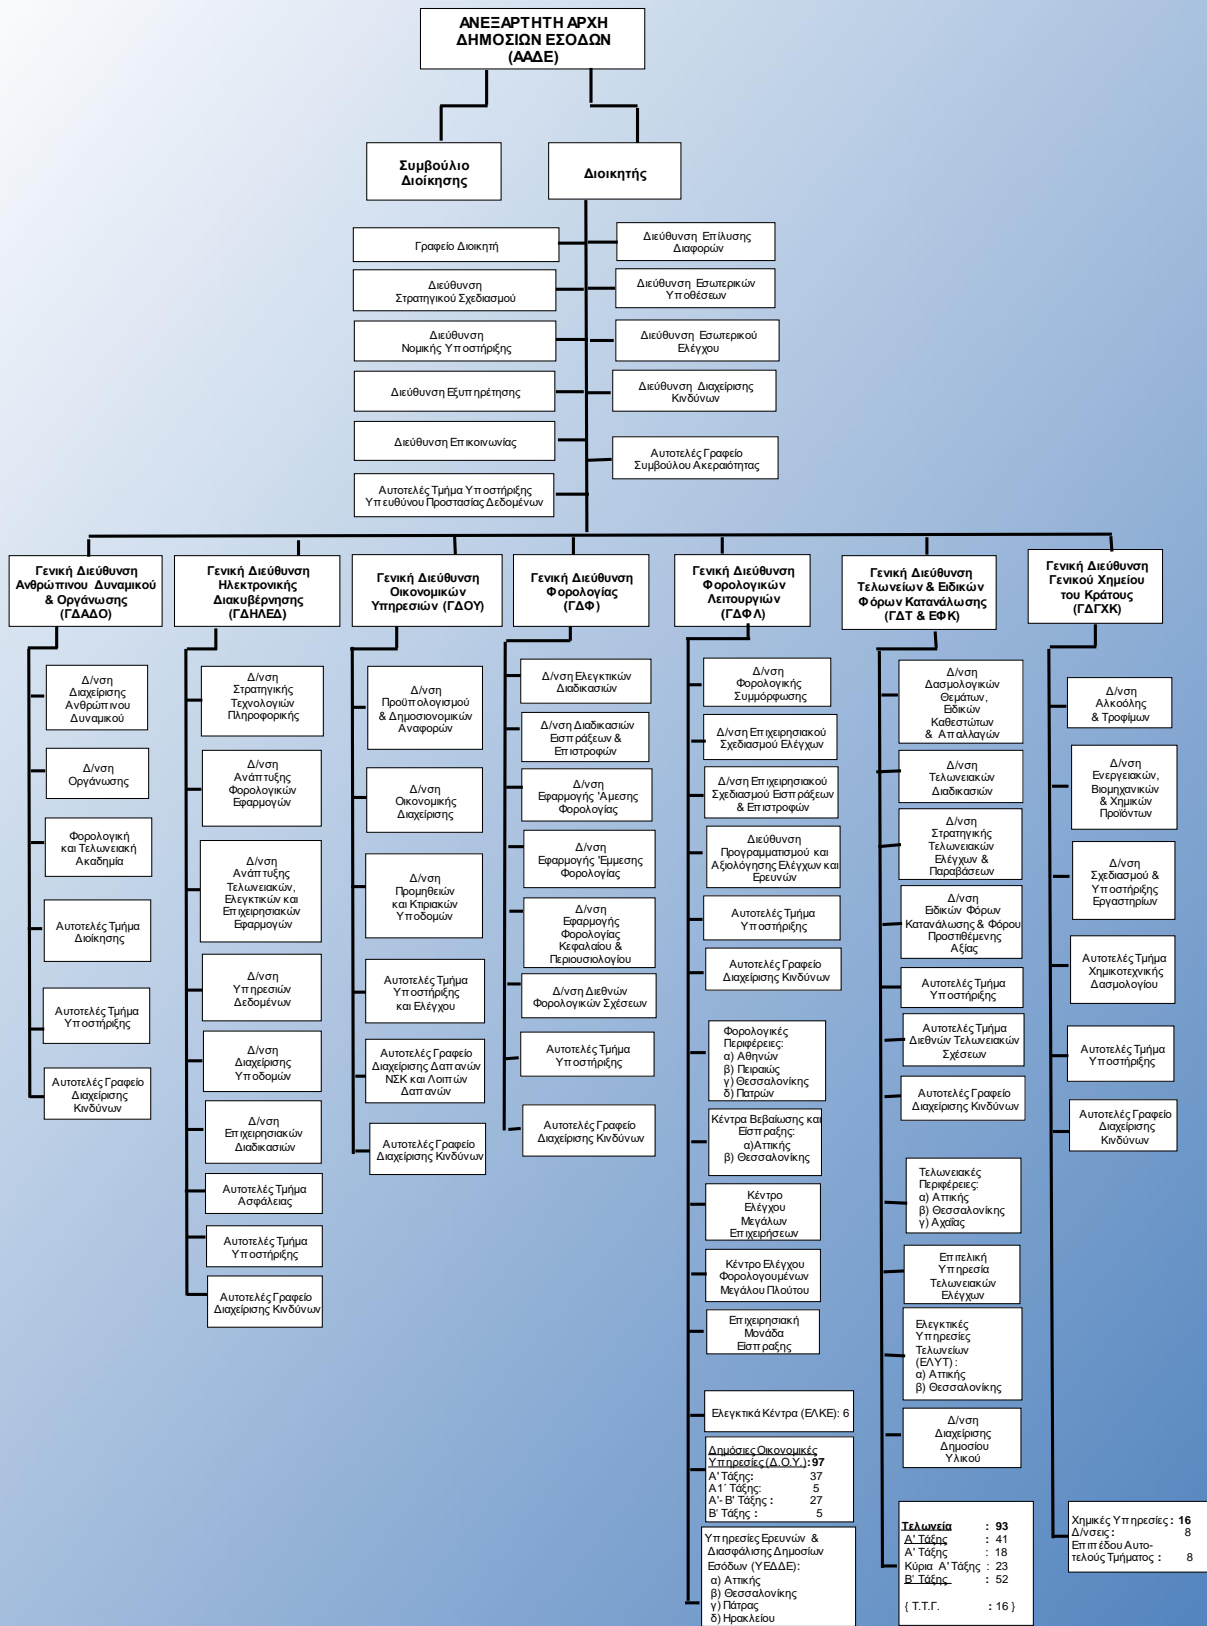 ΑΝΕΞΑΡΤΗΤΗ ΑΡΧΗ
ΔΗΜΟΣΙΩΝ ΕΣΟΔΩΝ
(ΑΑΔΕ)
Συμβούλιο
Διοίκησης
Διοικητής
Γραφείο Διοικητή
Διεύθυνση Επίλυσης
Διαφορών
Διεύθυνση
Στρατηγικού Σχεδιασμού
Διεύθυνση Εσωτερικών
Υποθέσεων
Διεύθυνση
Νομικής Υποστήριξης
Διεύθυνση Εσωτερικού
Ελέγχου
Διεύθυνση Εξυπηρέτησης
Διεύθυνση Διαχείρισης
Κινδύνων
Διεύθυνση Επικοινωνίας
Αυτοτελές Γραφείο
Συμβούλου Ακεραιότητας
Αυτοτελές Τμήμα Υποστήριξης
Υπευθύνου Προστασίας Δεδομένων
Γενική Διεύθυνση
Ανθρώπινου Δυναμικού
& Οργάνωσης
(ΓΔΑΔΟ)
Δ/νση
Διαχείρισης
Ανθρώπινου
Δυναμικού
Δ/νση
Οργάνωσης
Φορολογική
και Τελωνειακή
Ακαδημία
Αυτοτελές Τμήμα
Διοίκησης
Αυτοτελές Τμήμα
Υποστήριξης
Αυτοτελές Γραφείο
Διαχείρισης
Κινδύνων
Γενική Διεύθυνση
Ηλεκτρονικής
Διακυβέρνησης
(ΓΔΗΛΕΔ)
Δ/νση
Στρατηγικής
Τεχνολογιών
Πληροφορικής
Δ/νση
Ανάπτυξης
Φορολογικών
Εφαρμογών
Δ/νση
Ανάπτυξης
Τελωνειακών,
Ελεγκτικών και
Επιχειρησιακών
Εφαρμογών
Δ/νση
Υπηρεσιών
Δεδομένων
Δ/νση
Διαχείρισης
Υποδομών
Δ/νση
Επιχειρησιακών
Διαδικασιών
Αυτοτελές Τμήμα
Ασφάλειας
Αυτοτελές Τμήμα
Υποστήριξης
Αυτοτελές Γραφείο
Διαχείρισης Κινδύνων
Γενική Διεύθυνση
Οικονομικών
Υπηρεσιών (ΓΔΟΥ)
Δ/νση
Προϋπολογισμού
& Δημοσιονομικών
Αναφορών
Δ/νση
Οικονομικής
Διαχείρισης
Δ/νση
Προμηθειών
και Κτιριακών
Υποδομών
Αυτοτελές Τμήμα
Υποστήριξης
και Ελέγχου
Αυτοτελές Γραφείο
Διαχείρισης Δαπανών
ΝΣΚ και Λοιπών
Δαπανών
Αυτοτελές Γραφείο
Διαχείρισης Κινδύνων
Γενική Διεύθυνση
Φορολογίας
(ΓΔΦ)
Δ/νση Ελεγκτικών
Διαδικασιών
Δ/νση Διαδικασιών
Εισπράξεων &
Επιστροφών
Δ/νση
Εφαρμογής 'Αμεσης
Φορολογίας
Δ/νση
Εφαρμογής 'Εμμεσης
Φορολογίας
Δ/νση
Εφαρμογής
Φορολογίας
Κεφαλαίου &
Περιουσιολογίου
Δ/νση Διεθνών
Φορολογικών Σχέσεων
Αυτοτελές Τμήμα
Υποστήριξης
Αυτοτελές Γραφείο
Διαχείρισης Κινδύνων
Γενική Διεύθυνση
Φορολογικών
Λειτουργιών
(ΓΔΦΛ)
Δ/νση
Φορολογικής
Συμμόρφωσης
Δ/νση Επιχειρησιακού
Σχεδιασμού Ελέγχων
Δ/νση Επιχειρησιακού
Σχεδιασμού Εισπράξεων
& Επιστροφών
Διεύθυνση
Προγραμματισμού και
Αξιολόγησης Ελέγχων και
Ερευνών
Αυτοτελές Τμήμα
Υποστήριξης
Αυτοτελές Γραφείο
Διαχείρισης Κινδύνων
Φορολογικές
Περιφέρειες:
α) Αθηνών
β) Πειραιώς
γ) Θεσσαλονίκης
δ) Πατρών
Κέντρα Βεβαίωσης και
Είσπραξης:
α)Αττικής
β) Θεσσαλονίκης
Κέντρο
Ελέγχου
Μεγάλων
Επιχειρήσεων
Κέντρο Ελέγχου
Φορολογουμένων
Μεγάλου Πλούτου
Επιχειρησιακή
Μονάδα
Είσπραξης
Ελεγκτικά Κέντρα (ΕΛΚΕ): 6
Δημόσιες Οικονομικές
Υπηρεσίες (Δ.Ο.Υ.): 97
Α' Τάξης: 37
Α1΄ Τάξης: 5
Α'- Β' Τάξης : 27
Β' Τάξης : 5
Υπηρεσίες Ερευνών &
Διασφάλισης Δημοσίων
Εσόδων (ΥΕΔΔΕ):
α) Αττικής
β) Θεσσαλονίκης
γ) Πάτρας
δ) Ηρακλείου
Γενική Διεύθυνση
Τελωνείων & Ειδικών
Φόρων Κατανάλωσης
(ΓΔΤ & ΕΦΚ)
Δ/νση
Δασμολογικών
Θεμάτων,
Ειδικών
Καθεστώτων
& Απαλλαγών
Δ/νση
Τελωνειακών
Διαδικασιών
Δ/νση
Στρατηγικής
Τελωνειακών
Ελέγχων &
Παραβάσεων
Δ/νση
Ειδικών Φόρων
Κατανάλωσης & Φόρου
Προστιθέμενης
Αξίας
Αυτοτελές Τμήμα
Υποστήριξης
Αυτοτελές Τμήμα
Διεθνών Τελωνειακών
Σχέσεων
Αυτοτελές Γραφείο
Διαχείρισης Κινδύνων
Τελωνειακές
Περιφέρειες:
α) Αττικής
β) Θεσσαλονίκης
γ) Αχαΐας
Επιτελική
Υπηρεσία
Τελωνειακών
Ελέγχων
Ελεγκτικές
Υπηρεσίες
Τελωνείων
(ΕΛΥΤ) :
α) Αττικής
β) Θεσσαλονίκης
Δ/νση
Διαχείρισης
Δημοσίου
Υλικού
Τελωνεία : 93
Α' Τάξης : 41
Α' Τάξης : 18
Κύρια Α' Τάξης : 23
Β' Τάξης : 52
{ Τ.Τ.Γ. : 16 }
Γενική Διεύθυνση
Γενικού Χημείου
του Κράτους
(ΓΔΓΧΚ)
Δ/νση
Αλκοόλης
& Τροφίμων
Δ/νση
Ενεργειακών,
Βιομηχανικών
& Χημικών
Προϊόντων
Δ/νση
Σχεδιασμού &
Υποστήριξης
Εργαστηρίων
Αυτοτελές Τμήμα
Χημικοτεχνικής
Δασμολογίου
Αυτοτελές Τμήμα
Υποστήριξης
Αυτοτελές Γραφείο
Διαχείρισης
Κινδύνων
Χημικές Υπηρεσίες : 16
Δ/νσεις : 8
Επιπέδου Αυτο-
τελούς Τμήματος : 8